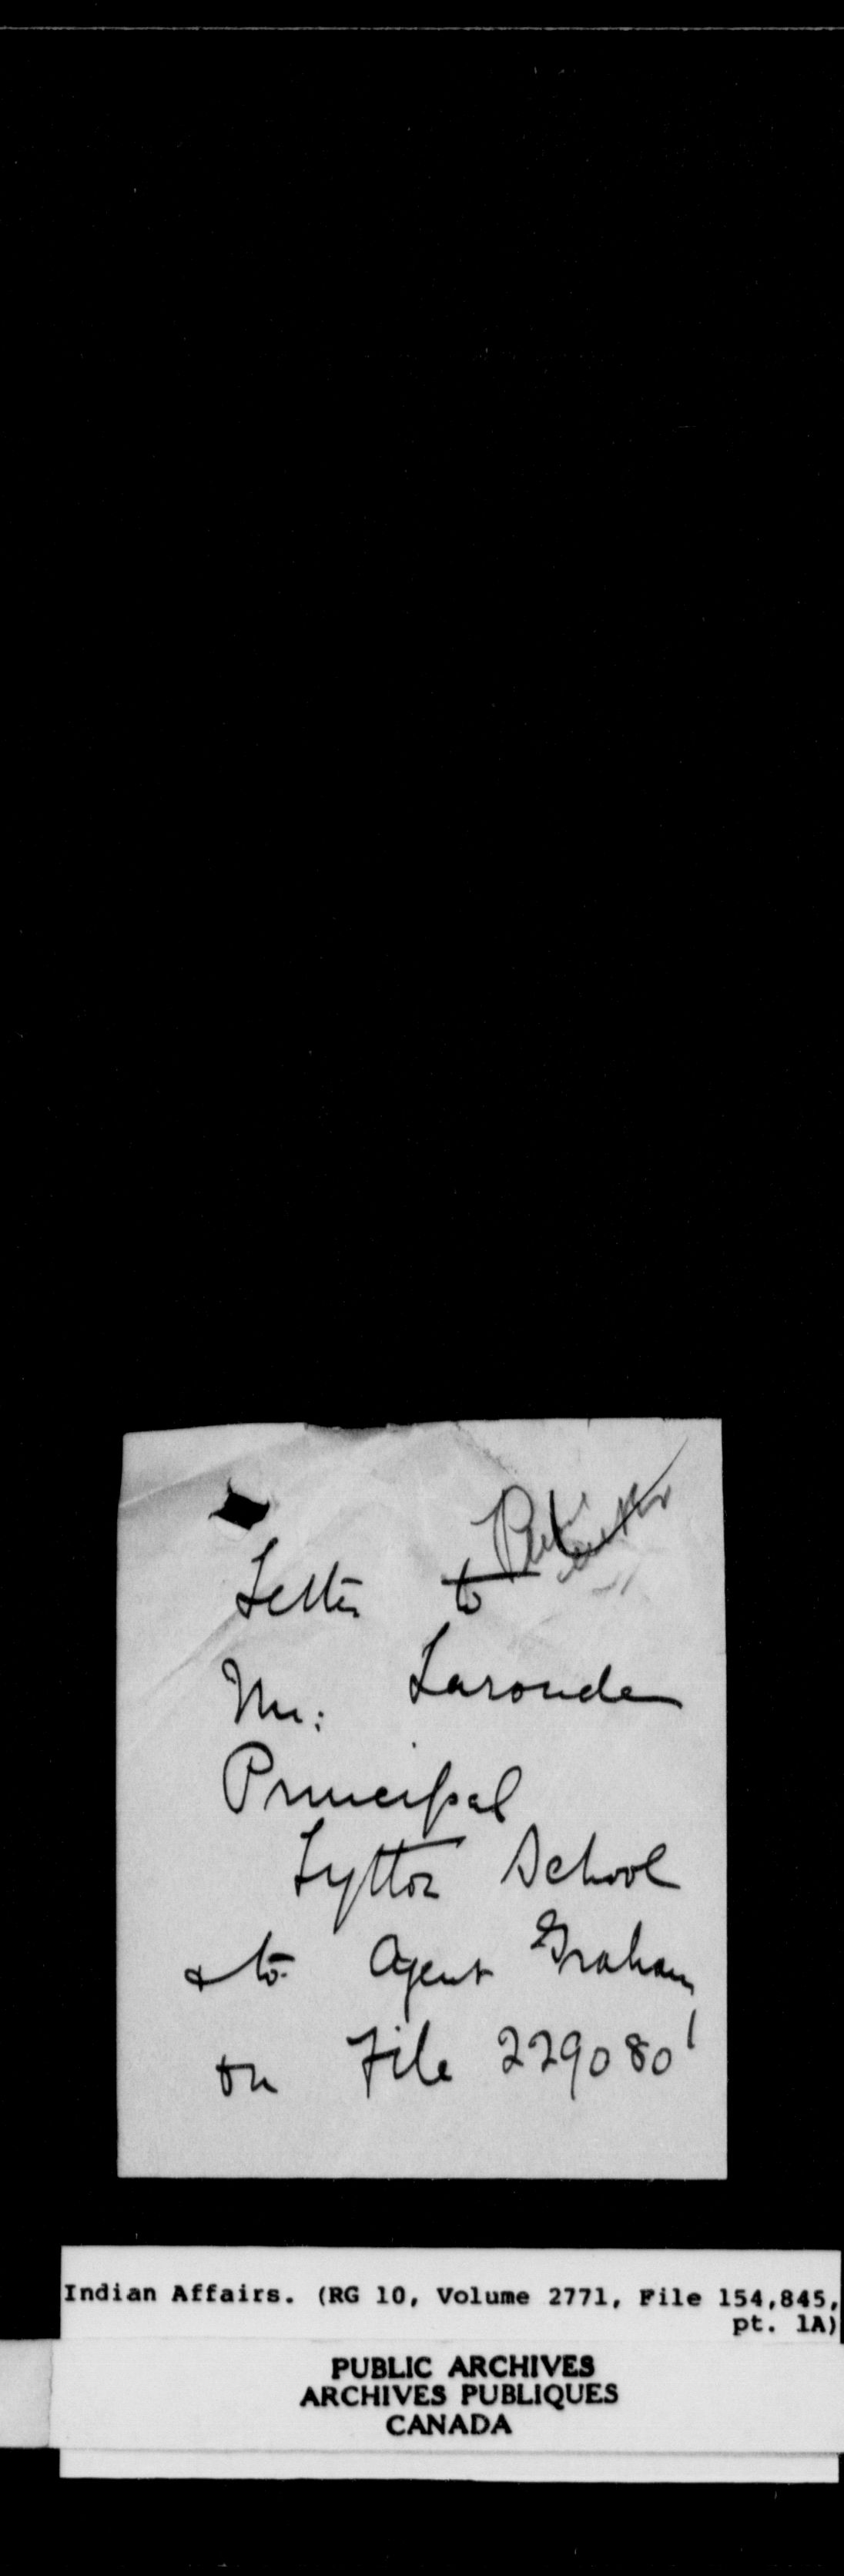 Letter to
Mr: Laronde
Principal
Lytton School
& to Agent Graham
on File 229080'
Indian Affairs. (RG 10, Volume 2771, File 154,845,
pt. 1A)
PUBLIC ARCHIVES
ARCHIVES PUBLIQUES
CANADA